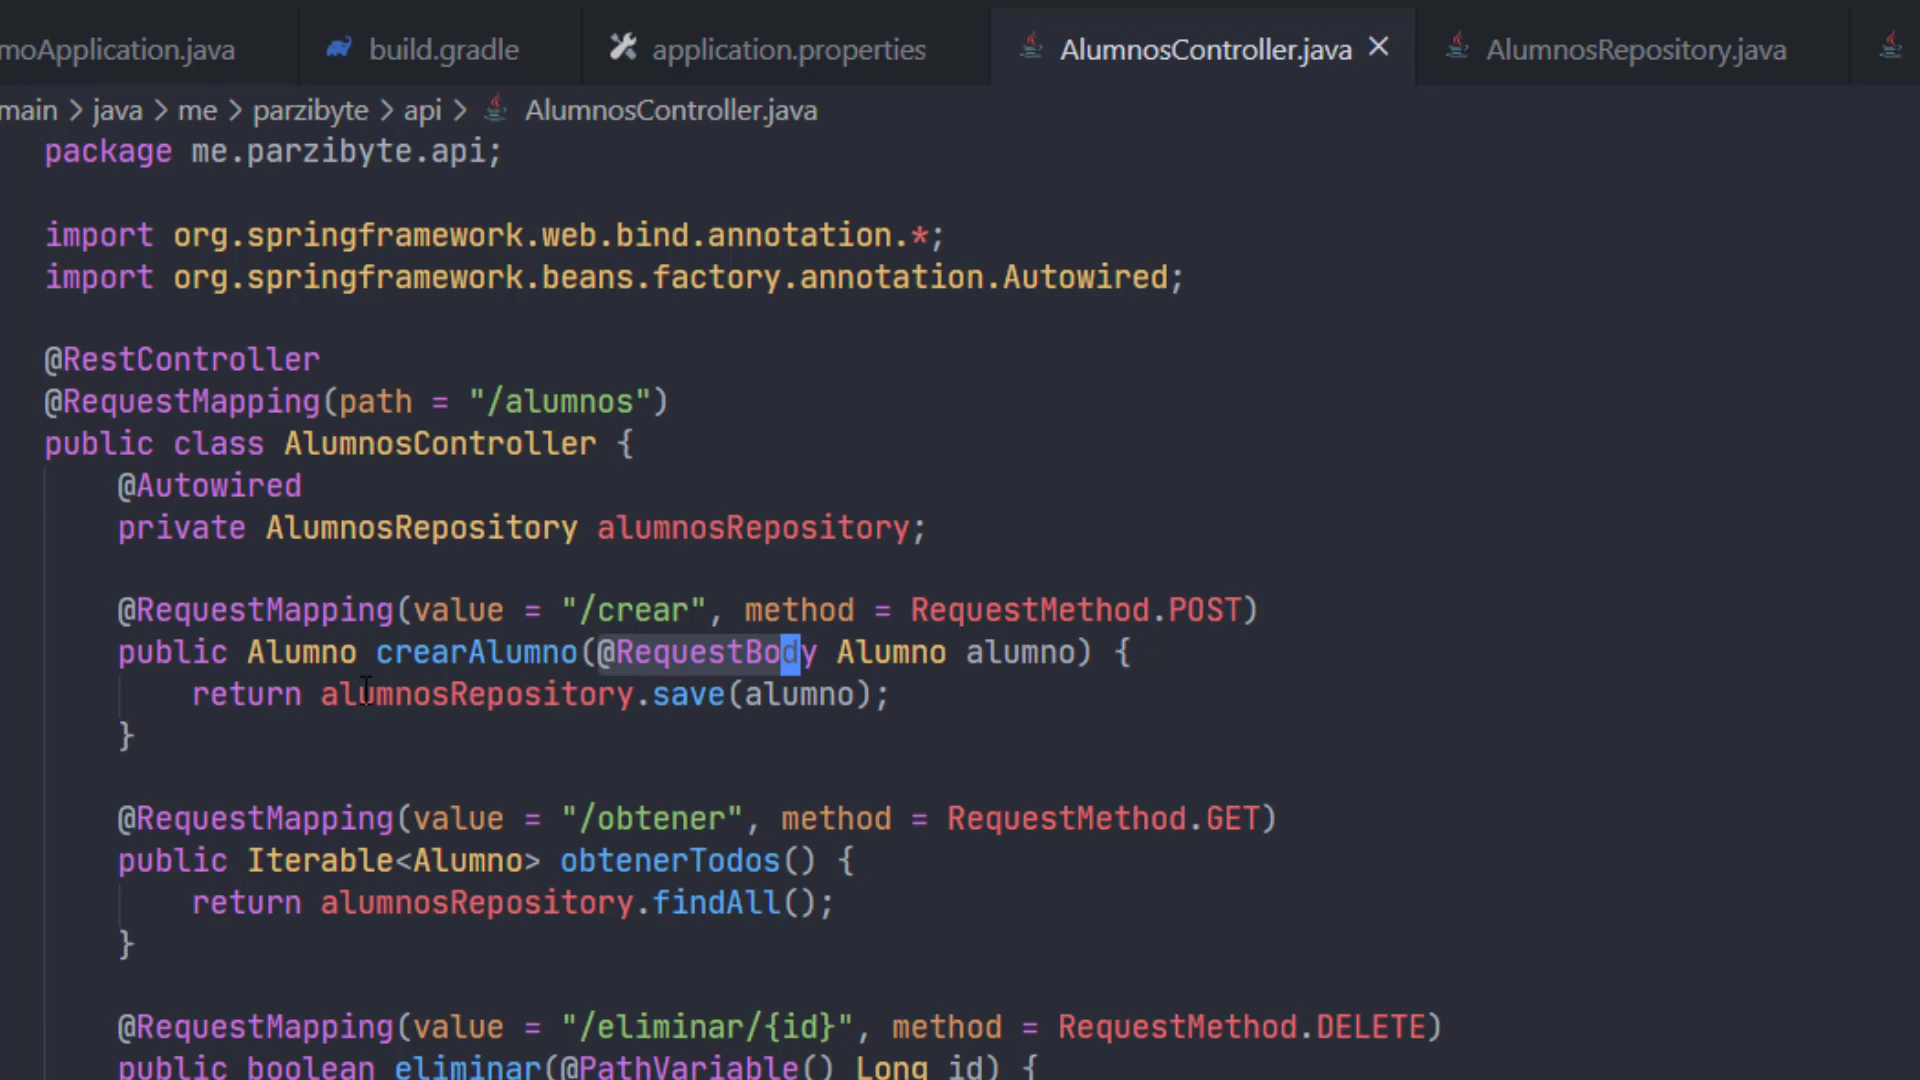 moApplication.java build.gradle application.properties AlumnosController.java AlumnosRepository.java
main > java > me > parzibyte > api > AlumnosController.java
package me.parzibyte.api;
import org.springframework.web.bind.annotation.*;
import org.springframework.beans.factory.annotation.Autowired;
@RestController
@RequestMapping(path = "/alumnos")
public class AlumnosController {
@Autowired
private AlumnosRepository alumnosRepository;
@RequestMapping(value = "/crear", method = RequestMethod.POST)
public Alumno crearAlumno(@RequestBody Alumno alumno) {
return alumnosRepository.save(alumno);
}
@RequestMapping(value = "/obtener", method = RequestMethod.GET)
public Iterable<Alumno> obtenerTodos() {
return alumnosRepository.findAll();
}
@RequestMapping(value = "/eliminar/{id}", method = RequestMethod.DELETE)
public boolean eliminar(@PathVariable() Long id) {